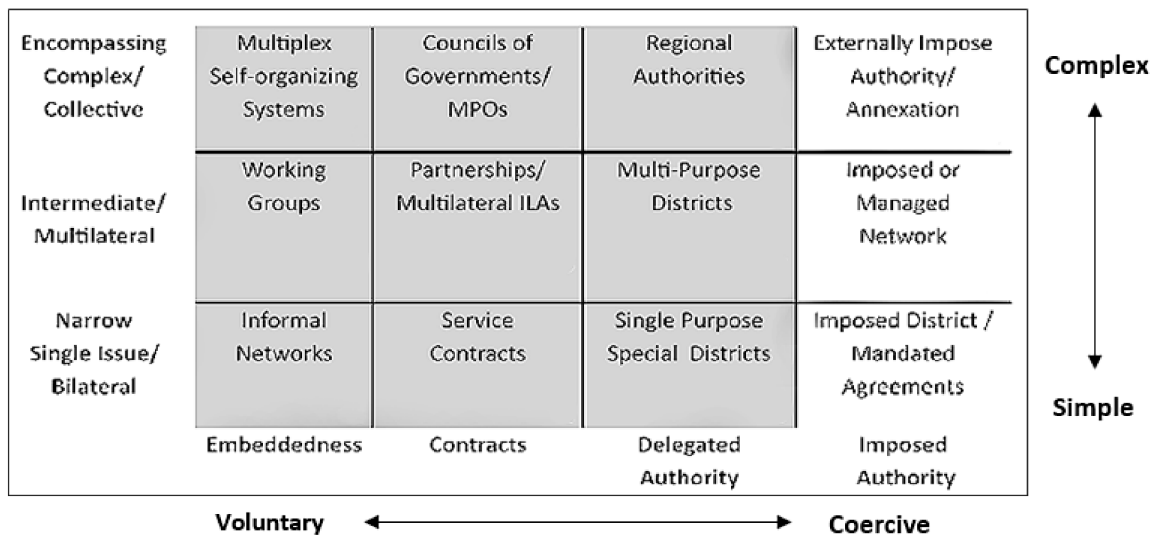 Encompassing
Complex/
Collective
Multiplex
Self-organizing
Systems
Councils of
Governments/
MPOs
Regional
Authorities
Externally Impose
Authority/
Annexation
Complex
Intermediate/
Multilateral
Working
Groups
Partnerships/
Multilateral ILAs
Multi-Purpose
Districts
Imposed or
Managed
Network
Narrow
Single Issue/
Bilateral
Informal
Networks
Service
Contracts
Single Purpose
Special Districts
Imposed District /
Mandated
Agreements
Simple
Embeddedness
Contracts
Delegated
Authority
Imposed
Authority
Voluntary
Coercive